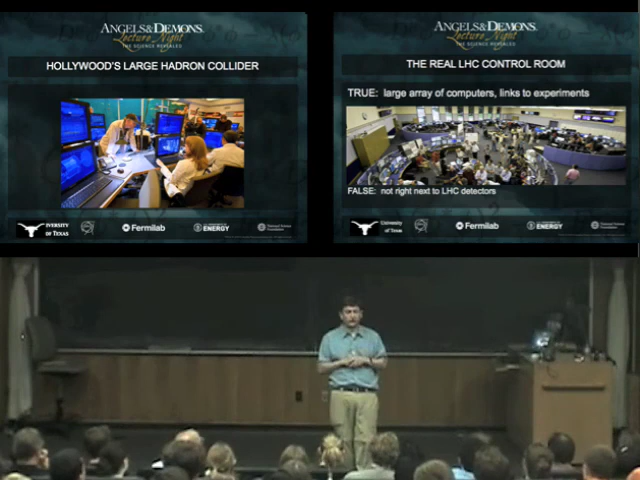 ANGELS & DEMONS
Lecture Night
THE SCIENCE REVEALED
HOLLYWOOD'S LARGE HADRON COLLIDER
IVERSITY
OF TEXAS
Fermilab
ENERGY
ANGELS & DEMONS
Lecture Night
THE SCIENCE REVEALED
THE REAL LHC CONTROL ROOM
TRUE: large array of computers, links to experiments
FALSE: not right next to LHC detectors
University
of Texas
Fermilab
ENERGY